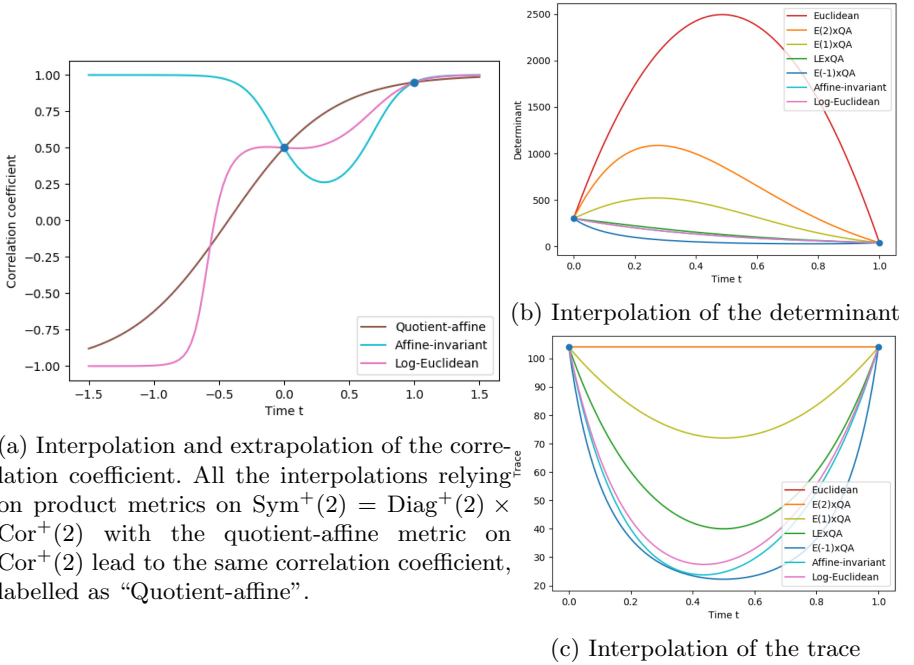 1.00
0.75
0.50
0.25
0.00
−0.25
−0.50
−0.75
−1.00
Correlation coefficient
−1.5
−1.0
−0.5
0.0
0.5
1.0
1.5
Time t
Quotient-affine
Affine-invariant
Log-Euclidean
(a) Interpolation and extrapolation of the corre-
lation coefficient. All the interpolations relying
on product metrics on Sym⁺(2) = Diag⁺(2) ×
Cor⁺(2) with the quotient-affine metric on
Cor⁺(2) lead to the same correlation coefficient,
labelled as “Quotient-affine”.
2500
2000
1500
1000
500
0
Determinant
0.0
0.2
0.4
0.6
0.8
1.0
Time t
Euclidean
E(2)xQA
E(1)xQA
LExQA
E(-1)xQA
Affine-invariant
Log-Euclidean
(b) Interpolation of the determinant
100
90
80
70
60
50
40
30
20
Trace
0.0
0.2
0.4
0.6
0.8
1.0
Time t
Euclidean
E(2)xQA
E(1)xQA
LExQA
E(-1)xQA
Affine-invariant
Log-Euclidean
(c) Interpolation of the trace